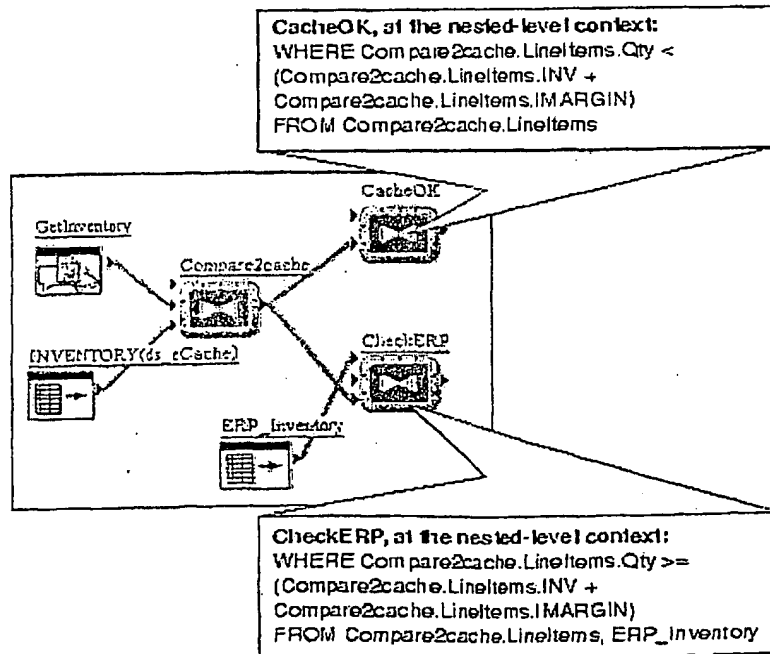 CacheOK, at the nested-level context:
WHERE Compare2cache.LineItems.Qty <
(Compare2cache.LineItems.INV +
Compare2cache.LineItems.IMARGIN)
FROM Compare2cache.LineItems
CacheOK
GetInventory
Compare2cache
CheckERP
INVENTORY(ds_eCache)
ERP_Inventory
CheckERP, at the nested-level context:
WHERE Compare2cache.LineItems.Qty >=
(Compare2cache.LineItems.INV +
Compare2cache.LineItems.IMARGIN)
FROM Compare2cache.LineItems, ERP_Inventory